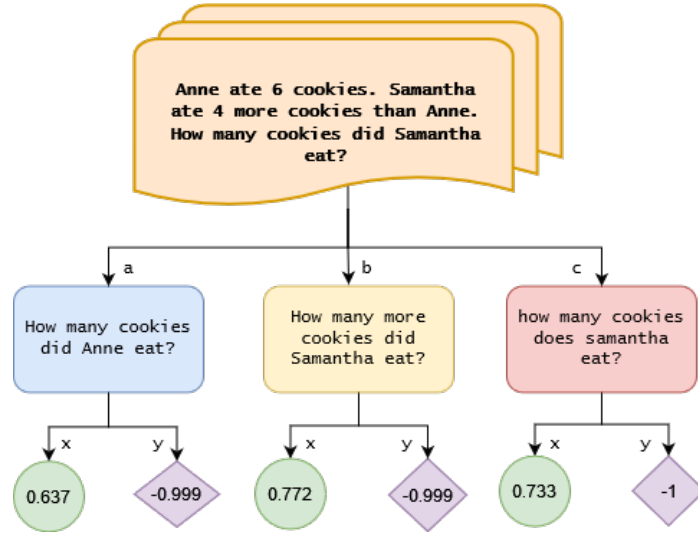 Anne ate 6 cookies. Samantha
ate 4 more cookies than Anne.
How many cookies did Samantha
eat?
a
b
c
How many cookies
did Anne eat?
How many more
cookies did
Samantha eat?
how many cookies
does samantha
eat?
x
y
x
y
x
y
0.637
-0.999
0.772
-0.999
0.733
-1